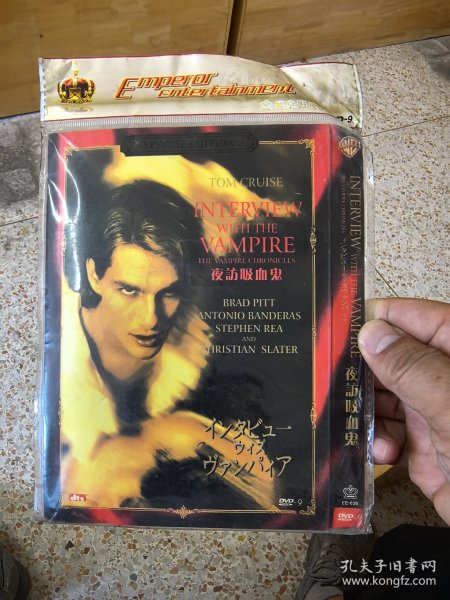 Emperor
Entertainment
SPECIAL EDITION
TOM CRUISE
INTERVIEW
WITH THE
VAMPIRE
THE VAMPIRE CHRONICLES
夜訪吸血鬼
BRAD PITT
ANTONIO BANDERAS
STEPHEN REA
AND
CHRISTIAN SLATER
インタビュー
ウィズ
ヴァンパイア
dts
DVD-9
INTERVIEW WITH THE VAMPIRE
THE VAMPIRE CHRONICLES
夜訪吸血鬼
DVD 9
孔夫子旧书网
www.kongfz.com